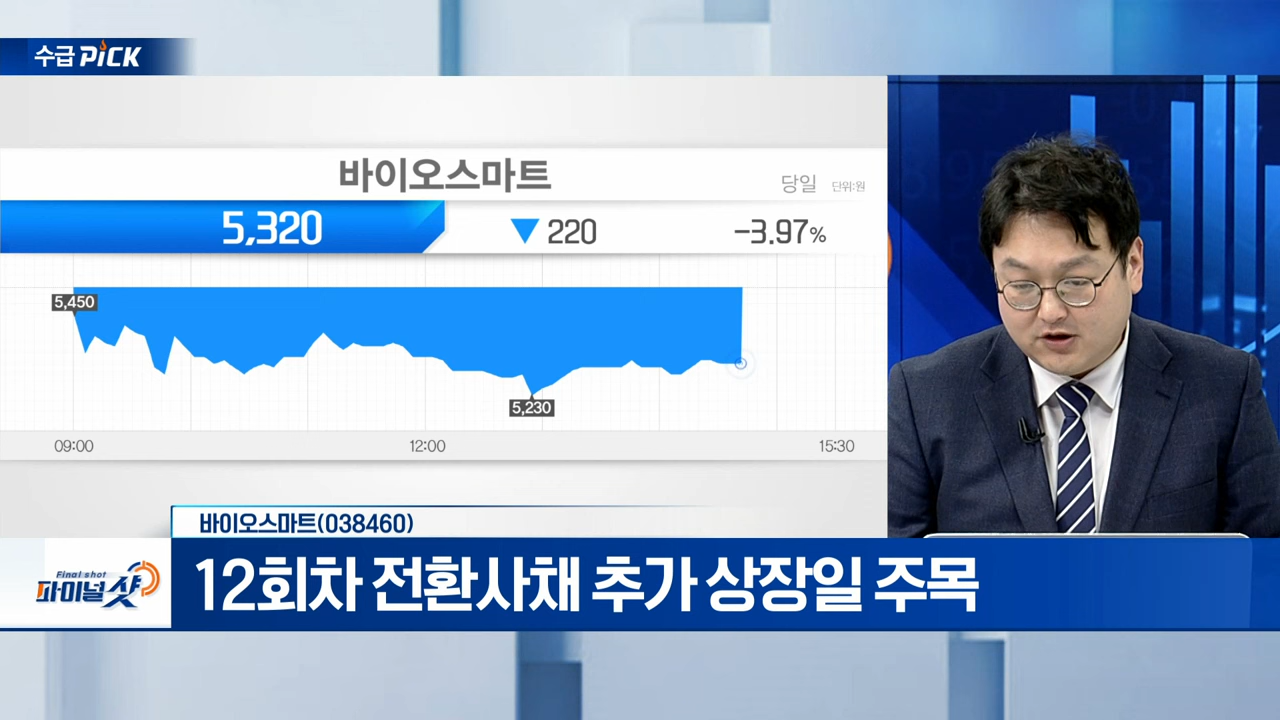 수급 PiCK
바이오스마트
당일 단위:원
5,320 ▼ 220 -3.97%
5,450
5,230
09:00 12:00 15:30
바이오스마트(038460)
Final shot
파이널샷
12회차 전환사채 추가 상장일 주목